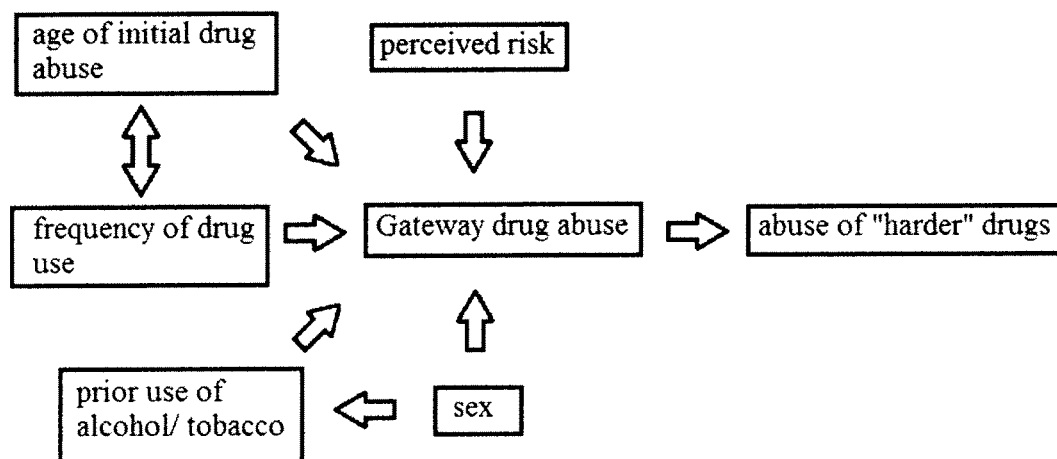 age of initial drug
abuse
perceived risk
frequency of drug
use
Gateway drug abuse
abuse of "harder" drugs
prior use of
alcohol/ tobacco
sex